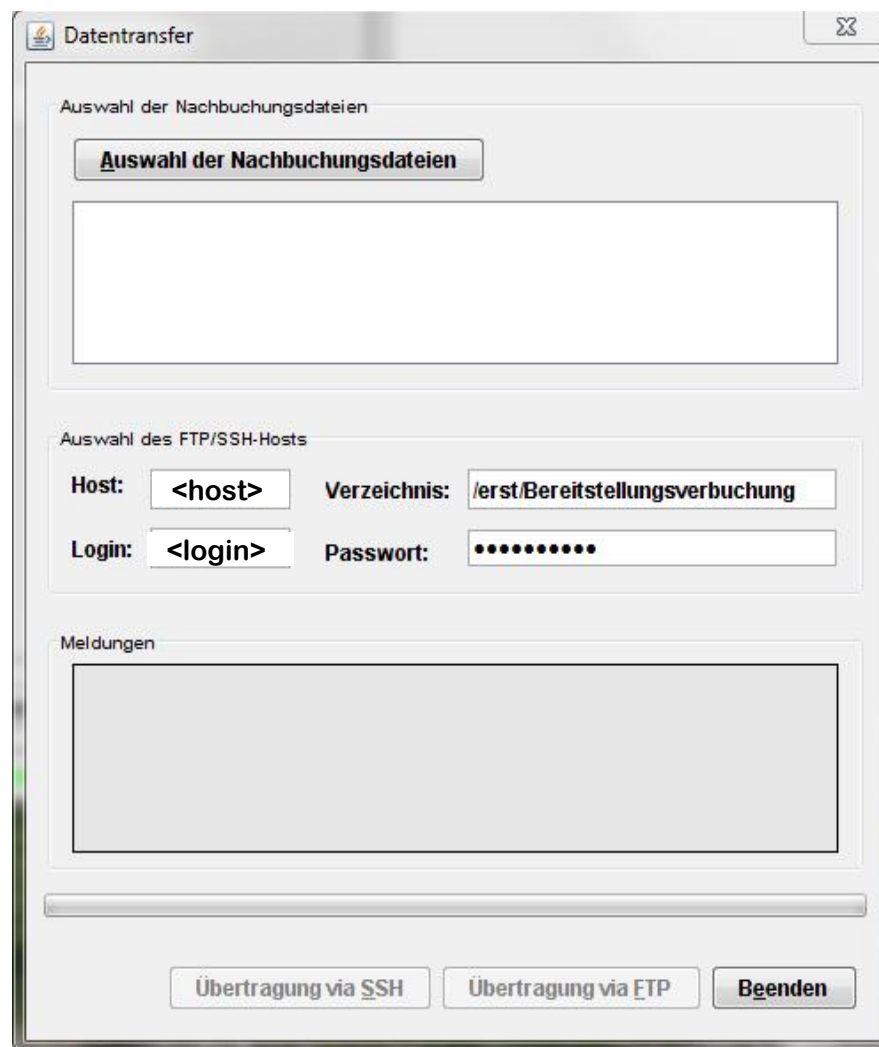 Datentransfer
Auswahl der Nachbuchungsdateien
Auswahl der Nachbuchungsdateien
Auswahl des FTP/SSH-Hosts
Host: <host> Verzeichnis: /erst/Bereitstellungsverbuchung
Login: <login> Passwort: ••••••••••
Meldungen
Übertragung via SSH Übertragung via FTP Beenden